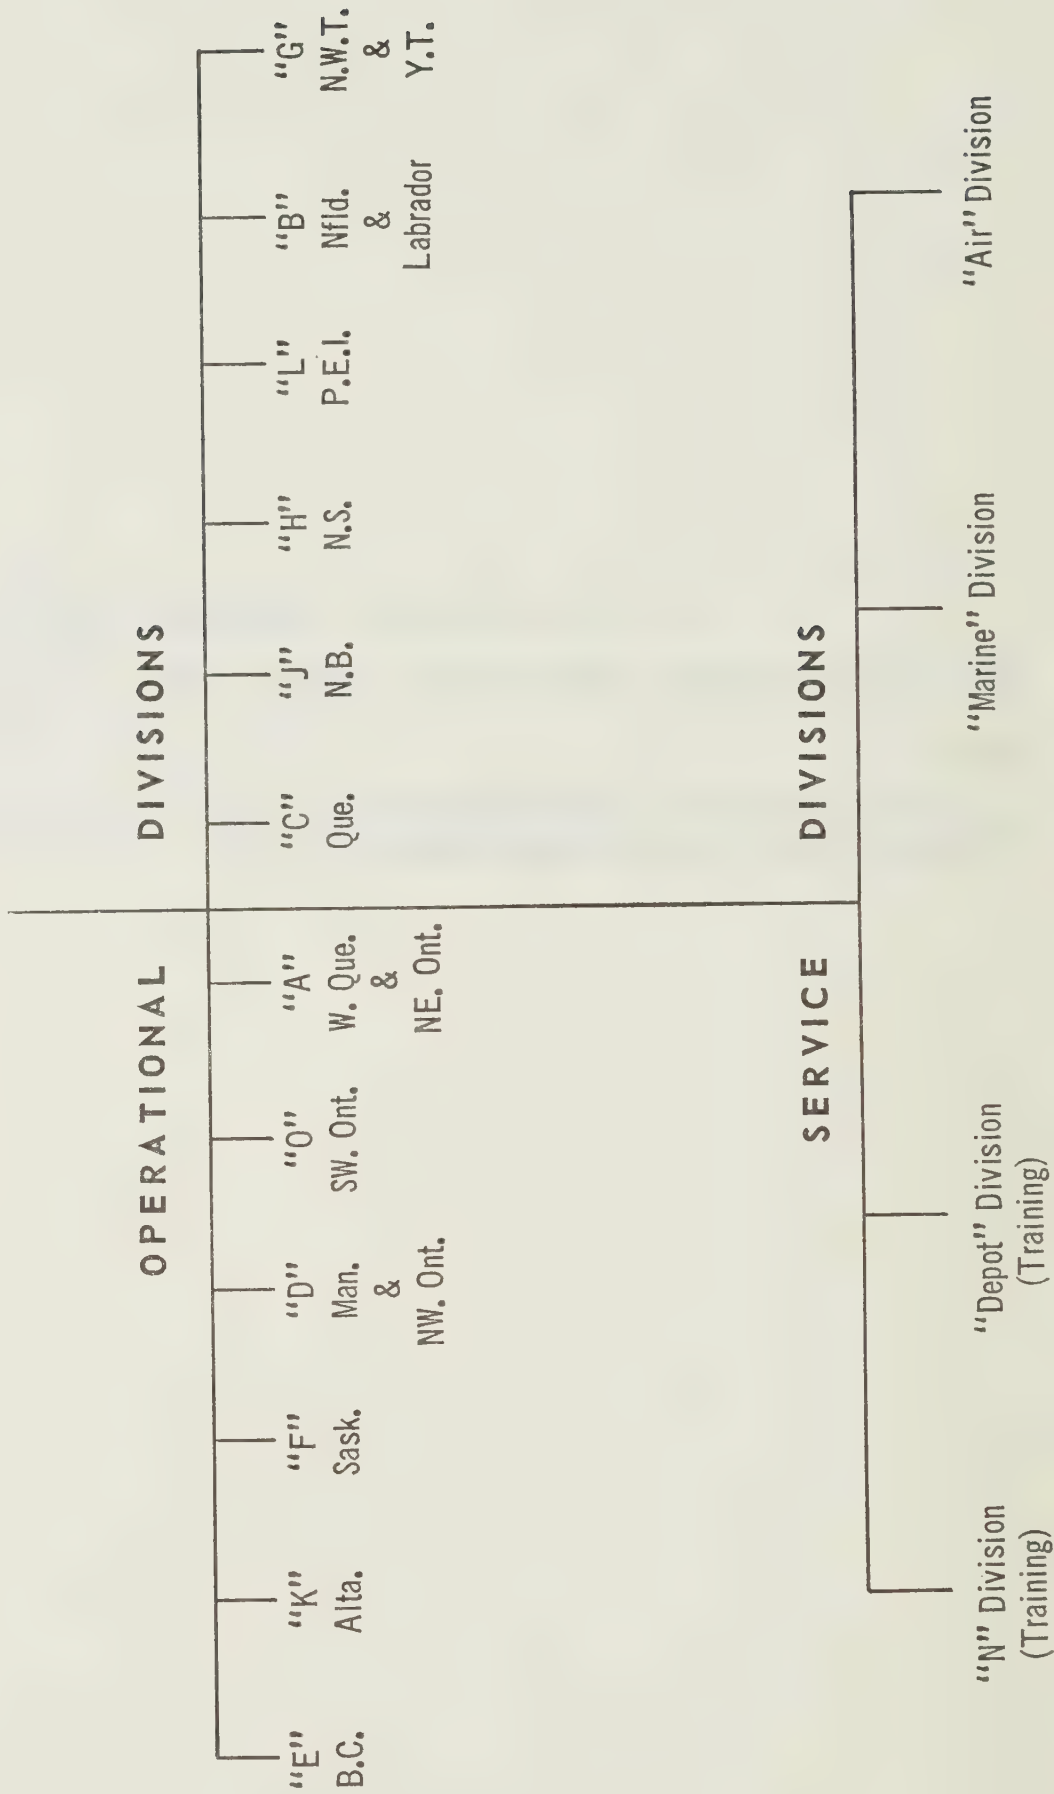 OPERATIONAL DIVISIONS
"E" "K" "F" "D" "O" "A" "C" "J" "H" "L" "B" "G"
B.C. Alta. Sask. Man. SW. Ont. W. Que. Que. N.B. N.S. P.E.I. Nfld. N.W.T.
& & & &
NW. Ont. NE. Ont. Labrador Y.T.
SERVICE DIVISIONS
"N" Division "Depot" Division "Marine" Division "Air" Division
(Training) (Training)